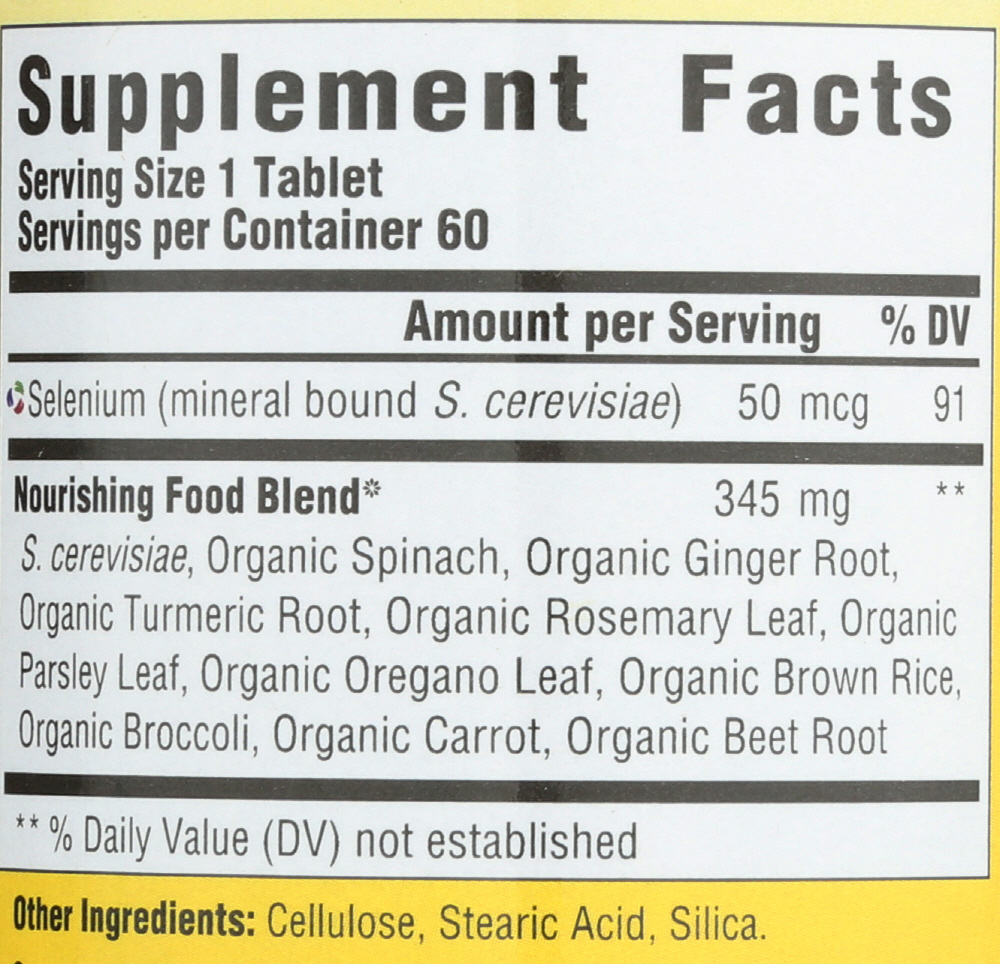 Supplement Facts
Serving Size 1 Tablet
Servings per Container 60
Amount per Serving % DV
Selenium (mineral bound S. cerevisiae) 50 mcg 91
Nourishing Food Blend* 345 mg **
S. cerevisiae, Organic Spinach, Organic Ginger Root,
Organic Turmeric Root, Organic Rosemary Leaf, Organic
Parsley Leaf, Organic Oregano Leaf, Organic Brown Rice,
Organic Broccoli, Organic Carrot, Organic Beet Root
** % Daily Value (DV) not established
Other Ingredients: Cellulose, Stearic Acid, Silica.